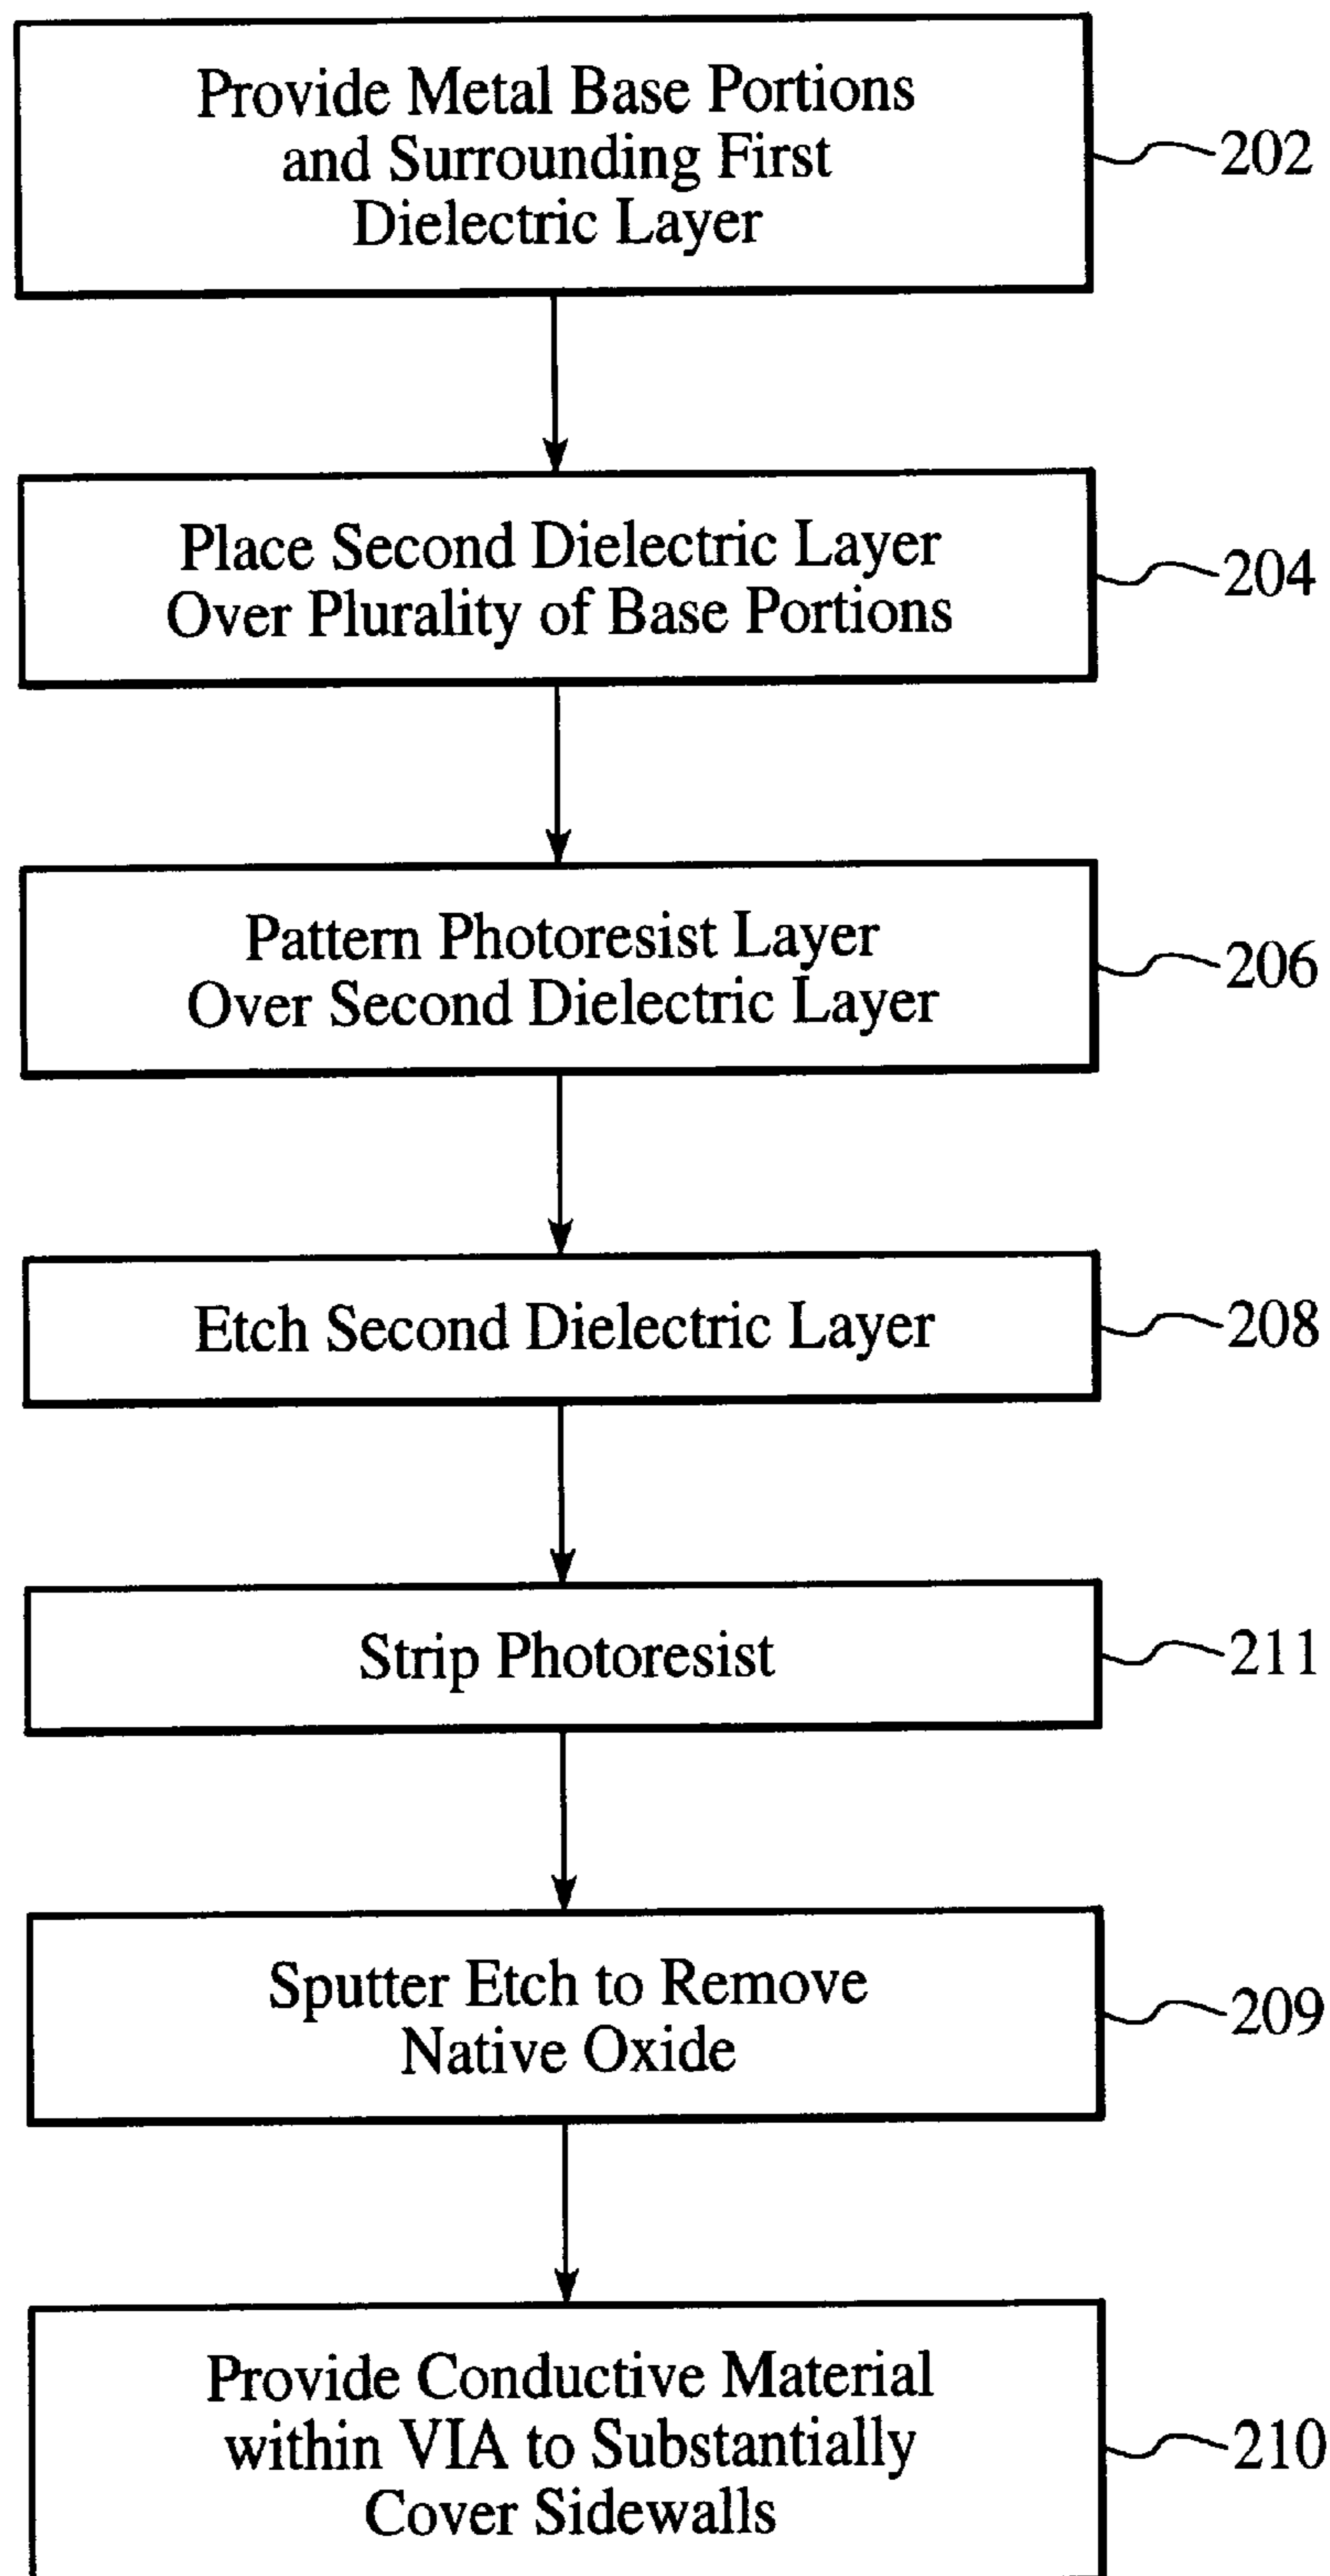 Provide Metal Base Portions
and Surrounding First
Dielectric Layer
202
Place Second Dielectric Layer
Over Plurality of Base Portions
204
Pattern Photoresist Layer
Over Second Dielectric Layer
206
Etch Second Dielectric Layer
208
Strip Photoresist
211
Sputter Etch to Remove
Native Oxide
209
Provide Conductive Material
within VIA to Substantially
Cover Sidewalls
210